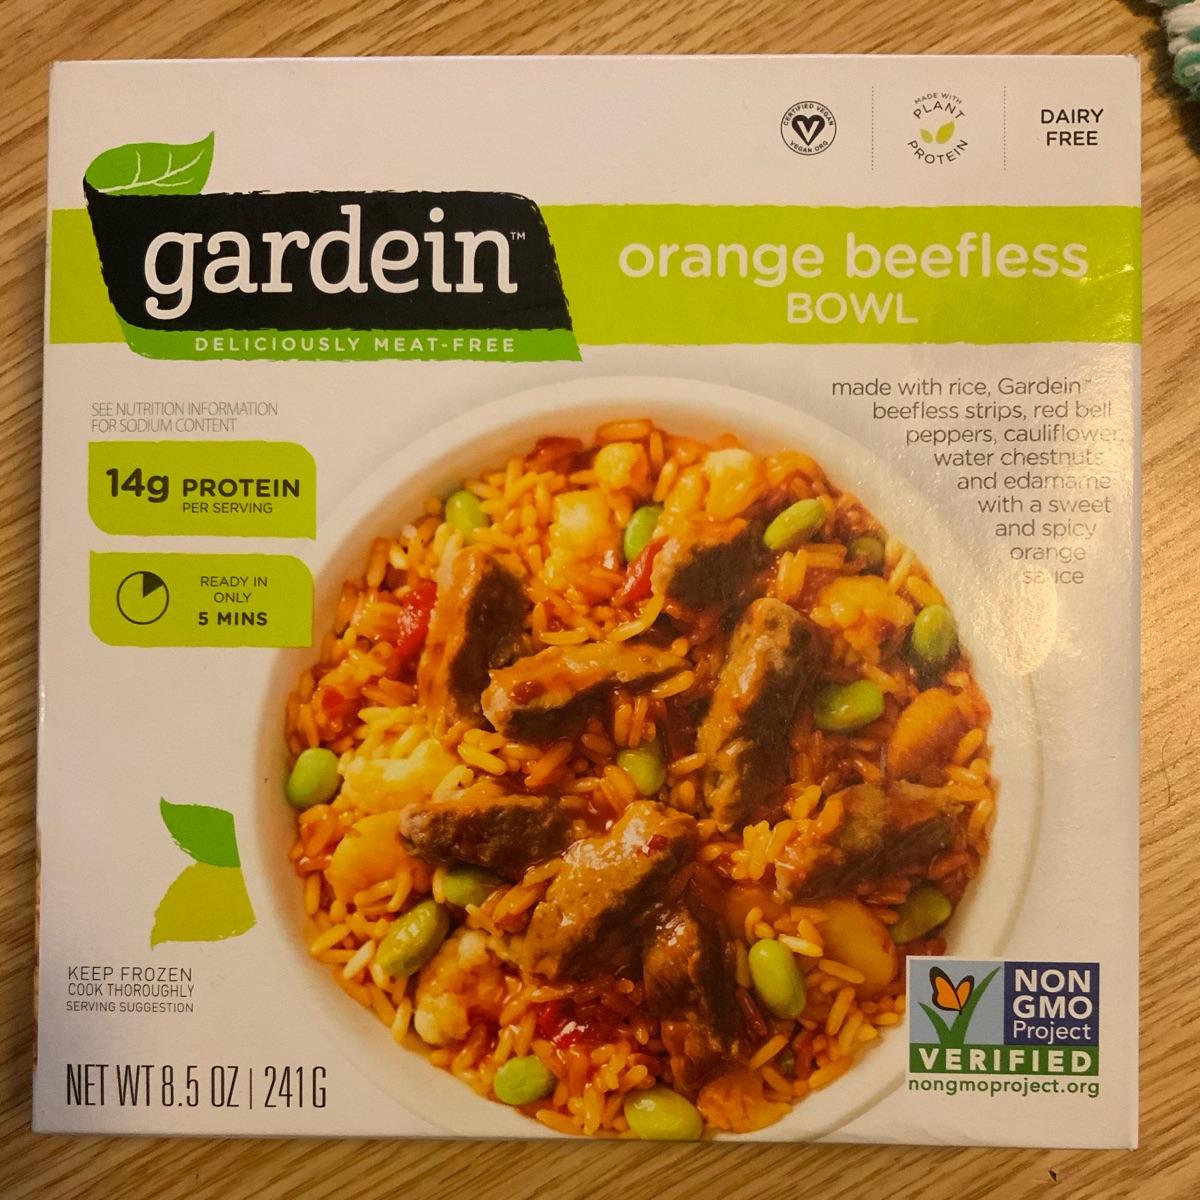 CERTIFIED VEGAN
V
VEGAN.ORG
MADE WITH
PLANT
PROTEIN
DAIRY
FREE
gardein™
DELICIOUSLY MEAT-FREE
orange beefless
BOWL
made with rice, Gardein™
beefless strips, red bell
peppers, cauliflower,
water chestnuts
and edamame
with a sweet
and spicy
orange
sauce
SEE NUTRITION INFORMATION
FOR SODIUM CONTENT
14g PROTEIN
PER SERVING
READY IN
ONLY
5 MINS
KEEP FROZEN
COOK THOROUGHLY
SERVING SUGGESTION
NET WT 8.5 OZ | 241G
NON
GMO
Project
VERIFIED
nongmoproject.org